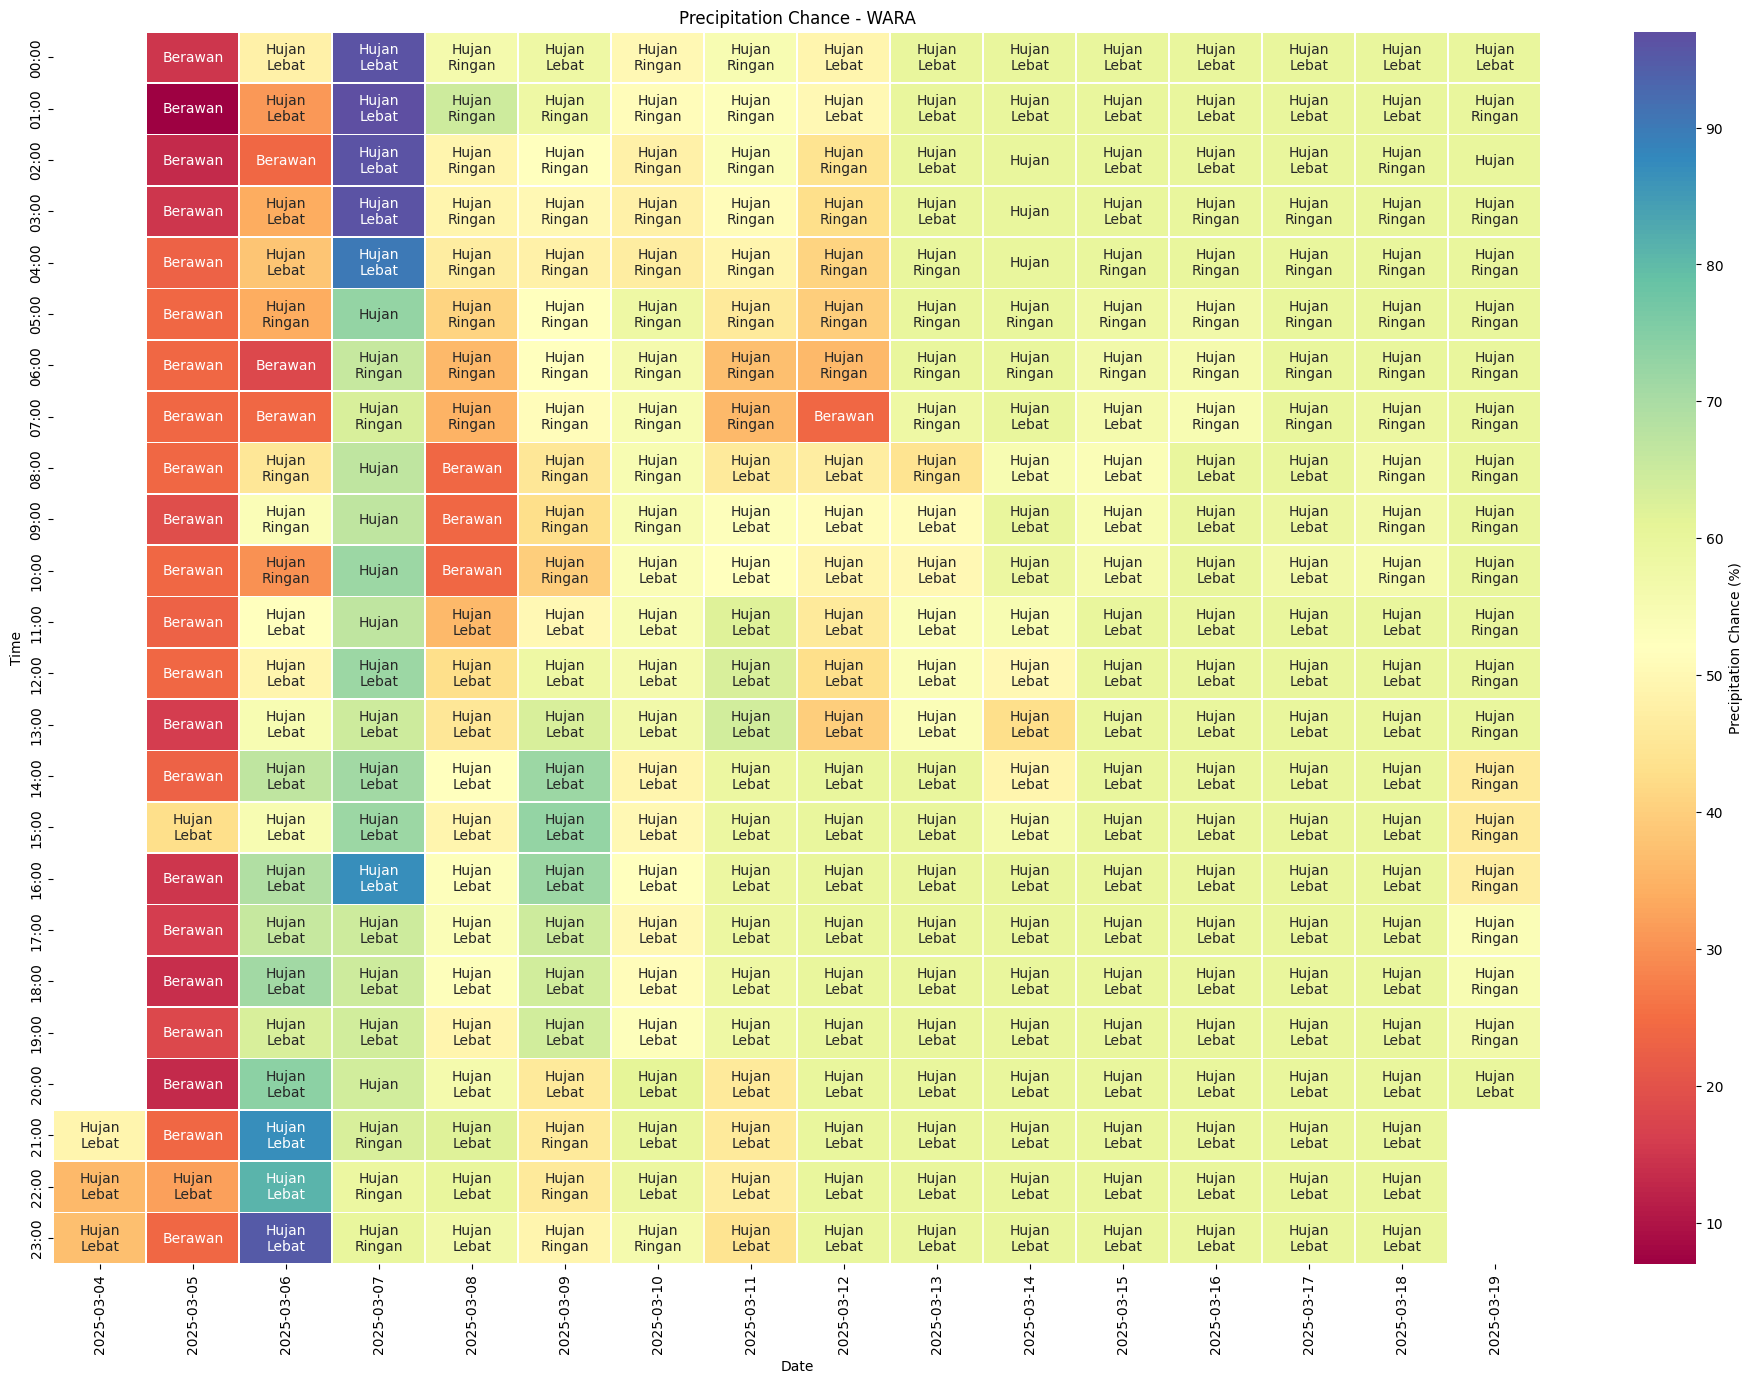 Precipitation Chance - WARA
00:00 Berawan Hujan Lebat Hujan Lebat Hujan Ringan Hujan Lebat Hujan Ringan Hujan Ringan Hujan Lebat Hujan Lebat Hujan Lebat Hujan Lebat Hujan Lebat Hujan Lebat Hujan Lebat Hujan Lebat
01:00 Berawan Hujan Lebat Hujan Lebat Hujan Ringan Hujan Ringan Hujan Ringan Hujan Ringan Hujan Lebat Hujan Lebat Hujan Lebat Hujan Lebat Hujan Lebat Hujan Lebat Hujan Lebat Hujan Ringan
02:00 Berawan Berawan Hujan Lebat Hujan Ringan Hujan Ringan Hujan Ringan Hujan Ringan Hujan Ringan Hujan Lebat Hujan Hujan Lebat Hujan Lebat Hujan Lebat Hujan Ringan Hujan
03:00 Berawan Hujan Lebat Hujan Lebat Hujan Ringan Hujan Ringan Hujan Ringan Hujan Ringan Hujan Ringan Hujan Lebat Hujan Hujan Lebat Hujan Ringan Hujan Ringan Hujan Ringan Hujan Ringan
04:00 Berawan Hujan Lebat Hujan Lebat Hujan Ringan Hujan Ringan Hujan Ringan Hujan Ringan Hujan Ringan Hujan Ringan Hujan Hujan Ringan Hujan Ringan Hujan Ringan Hujan Ringan Hujan Ringan
05:00 Berawan Hujan Ringan Hujan Hujan Ringan Hujan Ringan Hujan Ringan Hujan Ringan Hujan Ringan Hujan Ringan Hujan Ringan Hujan Ringan Hujan Ringan Hujan Ringan Hujan Ringan Hujan Ringan
06:00 Berawan Berawan Hujan Ringan Hujan Ringan Hujan Ringan Hujan Ringan Hujan Ringan Hujan Ringan Hujan Ringan Hujan Ringan Hujan Ringan Hujan Ringan Hujan Ringan Hujan Ringan Hujan Ringan
07:00 Berawan Berawan Hujan Ringan Hujan Ringan Hujan Ringan Hujan Ringan Hujan Ringan Berawan Hujan Ringan Hujan Lebat Hujan Lebat Hujan Ringan Hujan Ringan Hujan Ringan Hujan Ringan
08:00 Berawan Hujan Ringan Hujan Berawan Hujan Ringan Hujan Ringan Hujan Lebat Hujan Lebat Hujan Ringan Hujan Lebat Hujan Lebat Hujan Lebat Hujan Lebat Hujan Ringan Hujan Ringan
09:00 Berawan Hujan Ringan Hujan Berawan Hujan Ringan Hujan Ringan Hujan Lebat Hujan Lebat Hujan Lebat Hujan Lebat Hujan Lebat Hujan Lebat Hujan Lebat Hujan Ringan Hujan Ringan
10:00 Berawan Hujan Ringan Hujan Berawan Hujan Ringan Hujan Lebat Hujan Lebat Hujan Lebat Hujan Lebat Hujan Lebat Hujan Lebat Hujan Lebat Hujan Lebat Hujan Ringan Hujan Ringan
11:00 Berawan Hujan Lebat Hujan Hujan Lebat Hujan Lebat Hujan Lebat Hujan Lebat Hujan Lebat Hujan Lebat Hujan Lebat Hujan Lebat Hujan Lebat Hujan Lebat Hujan Lebat Hujan Ringan
12:00 Berawan Hujan Lebat Hujan Lebat Hujan Lebat Hujan Lebat Hujan Lebat Hujan Lebat Hujan Lebat Hujan Lebat Hujan Lebat Hujan Lebat Hujan Lebat Hujan Lebat Hujan Lebat Hujan Ringan
13:00 Berawan Hujan Lebat Hujan Lebat Hujan Lebat Hujan Lebat Hujan Lebat Hujan Lebat Hujan Lebat Hujan Lebat Hujan Lebat Hujan Lebat Hujan Lebat Hujan Lebat Hujan Lebat Hujan Ringan
14:00 Berawan Hujan Lebat Hujan Lebat Hujan Lebat Hujan Lebat Hujan Lebat Hujan Lebat Hujan Lebat Hujan Lebat Hujan Lebat Hujan Lebat Hujan Lebat Hujan Lebat Hujan Lebat Hujan Ringan
15:00 Hujan Lebat Hujan Lebat Hujan Lebat Hujan Lebat Hujan Lebat Hujan Lebat Hujan Lebat Hujan Lebat Hujan Lebat Hujan Lebat Hujan Lebat Hujan Lebat Hujan Lebat Hujan Lebat Hujan Ringan
16:00 Berawan Hujan Lebat Hujan Lebat Hujan Lebat Hujan Lebat Hujan Lebat Hujan Lebat Hujan Lebat Hujan Lebat Hujan Lebat Hujan Lebat Hujan Lebat Hujan Lebat Hujan Lebat Hujan Ringan
17:00 Berawan Hujan Lebat Hujan Lebat Hujan Lebat Hujan Lebat Hujan Lebat Hujan Lebat Hujan Lebat Hujan Lebat Hujan Lebat Hujan Lebat Hujan Lebat Hujan Lebat Hujan Lebat Hujan Ringan
18:00 Berawan Hujan Lebat Hujan Lebat Hujan Lebat Hujan Lebat Hujan Lebat Hujan Lebat Hujan Lebat Hujan Lebat Hujan Lebat Hujan Lebat Hujan Lebat Hujan Lebat Hujan Lebat Hujan Ringan
19:00 Berawan Hujan Lebat Hujan Lebat Hujan Lebat Hujan Lebat Hujan Lebat Hujan Lebat Hujan Lebat Hujan Lebat Hujan Lebat Hujan Lebat Hujan Lebat Hujan Lebat Hujan Lebat Hujan Ringan
20:00 Berawan Hujan Lebat Hujan Hujan Lebat Hujan Lebat Hujan Lebat Hujan Lebat Hujan Lebat Hujan Lebat Hujan Lebat Hujan Lebat Hujan Lebat Hujan Lebat Hujan Lebat Hujan Lebat
21:00 Hujan Lebat Berawan Hujan Lebat Hujan Ringan Hujan Lebat Hujan Ringan Hujan Lebat Hujan Lebat Hujan Lebat Hujan Lebat Hujan Lebat Hujan Lebat Hujan Lebat Hujan Lebat Hujan Lebat
22:00 Hujan Lebat Hujan Lebat Hujan Lebat Hujan Ringan Hujan Lebat Hujan Ringan Hujan Lebat Hujan Lebat Hujan Lebat Hujan Lebat Hujan Lebat Hujan Lebat Hujan Lebat Hujan Lebat Hujan Lebat
23:00 Hujan Lebat Berawan Hujan Lebat Hujan Ringan Hujan Lebat Hujan Ringan Hujan Ringan Hujan Lebat Hujan Lebat Hujan Lebat Hujan Lebat Hujan Lebat Hujan Lebat Hujan Lebat Hujan Lebat
Time
2025-03-04 2025-03-05 2025-03-06 2025-03-07 2025-03-08 2025-03-09 2025-03-10 2025-03-11 2025-03-12 2025-03-13 2025-03-14 2025-03-15 2025-03-16 2025-03-17 2025-03-18 2025-03-19
Date
90
80
70
60
50
40
30
20
10
Precipitation Chance (%)